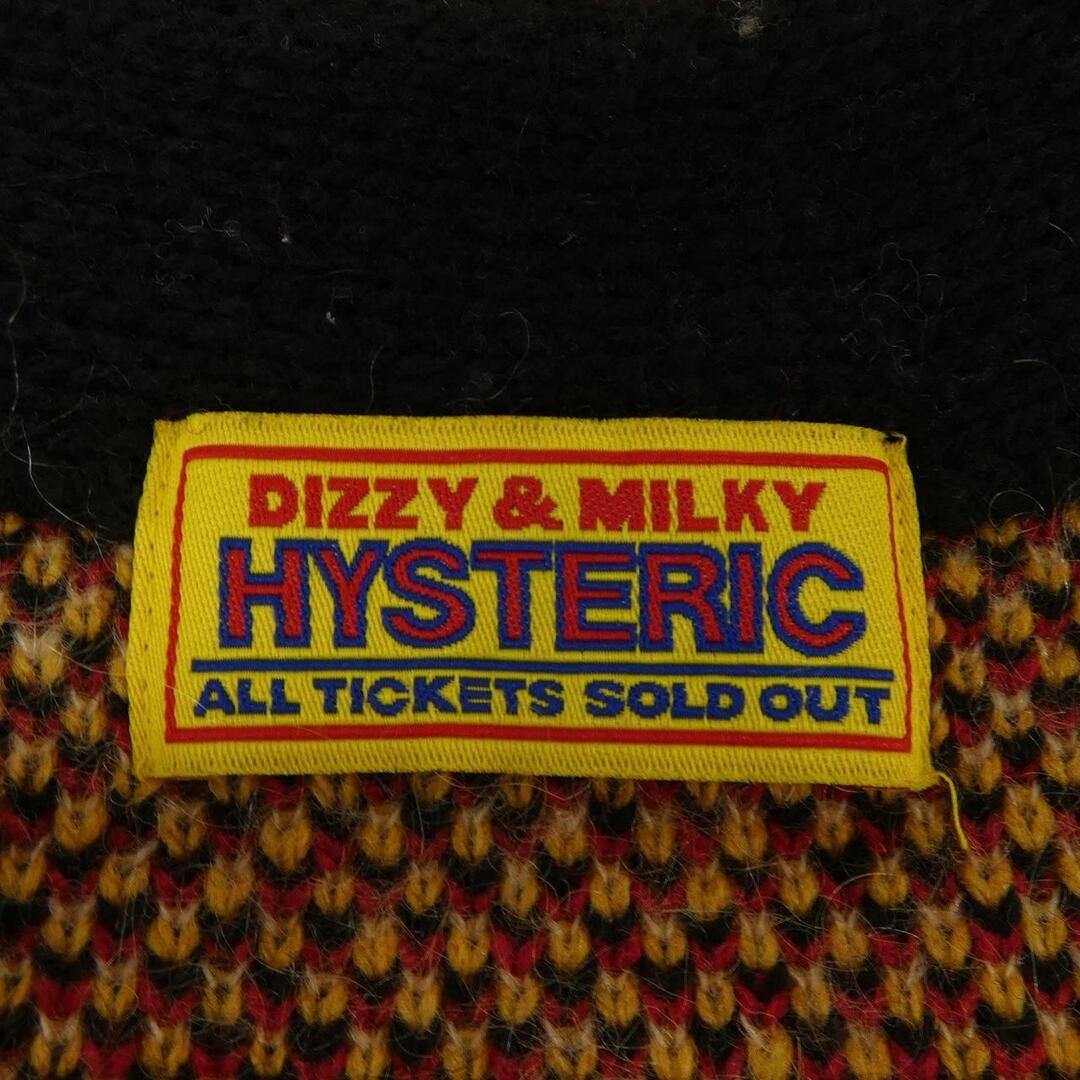 DIZZY & MILKY
HYSTERIC
ALL TICKETS SOLD OUT